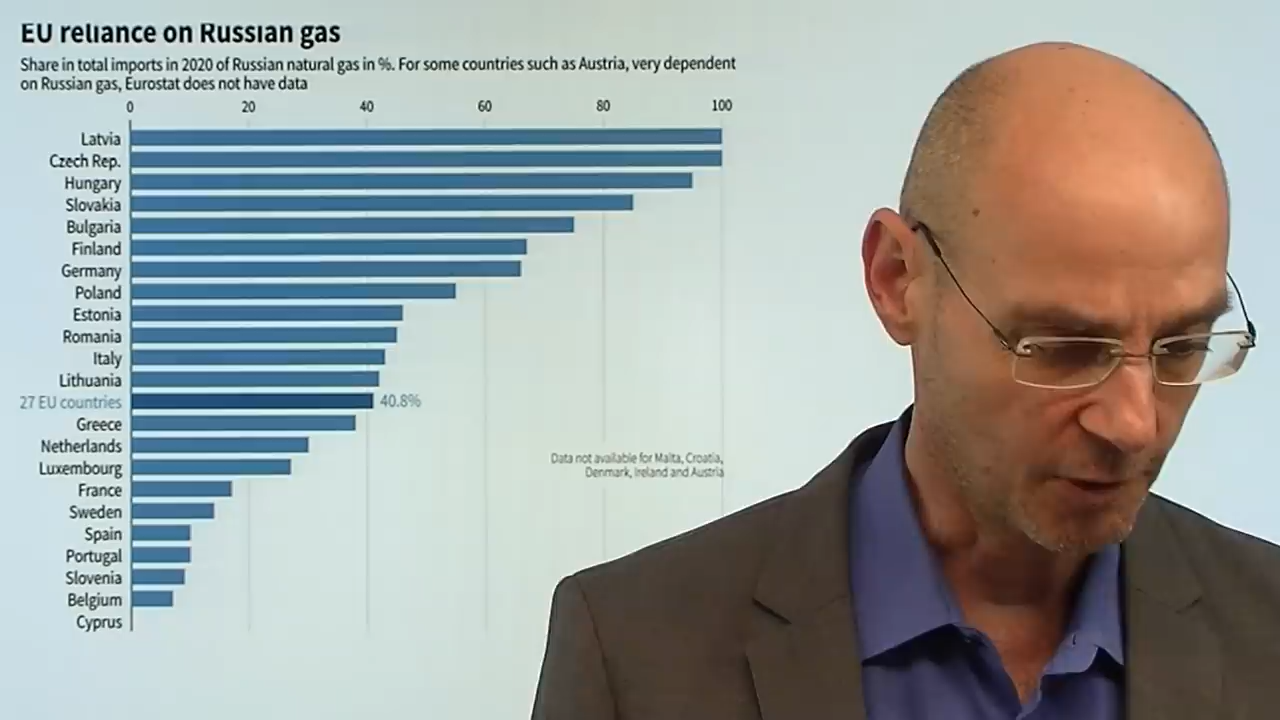 EU reliance on Russian gas
Share in total imports in 2020 of Russian natural gas in %. For some countries such as Austria, very dependent
on Russian gas, Eurostat does not have data
0 20 40 60 80 100
Latvia
Czech Rep.
Hungary
Slovakia
Bulgaria
Finland
Germany
Poland
Estonia
Romania
Italy
Lithuania
27 EU countries 40.8%
Greece
Netherlands
Luxembourg
France
Sweden
Spain
Portugal
Slovenia
Belgium
Cyprus
Data not available for Malta, Croatia,
Denmark, Ireland and Austria